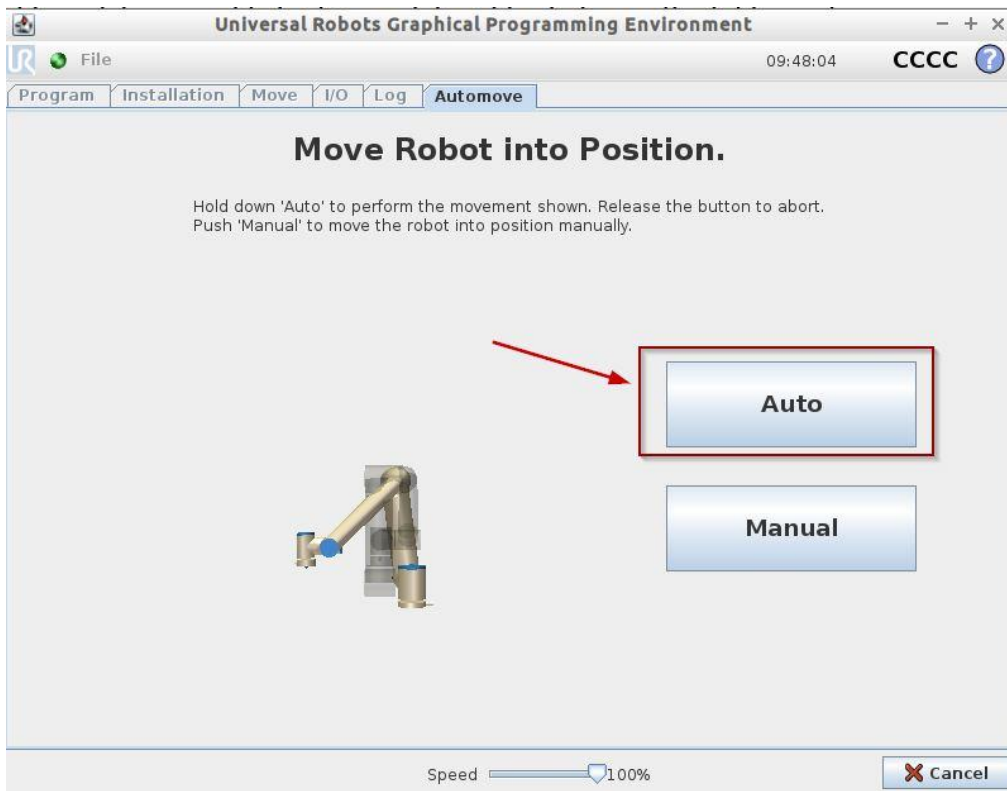 Universal Robots Graphical Programming Environment
UR File 09:48:04 CCCC ?
Program Installation Move I/O Log Automove
Move Robot into Position.
Hold down 'Auto' to perform the movement shown. Release the button to abort.
Push 'Manual' to move the robot into position manually.
Auto
Manual
Speed 100% Cancel